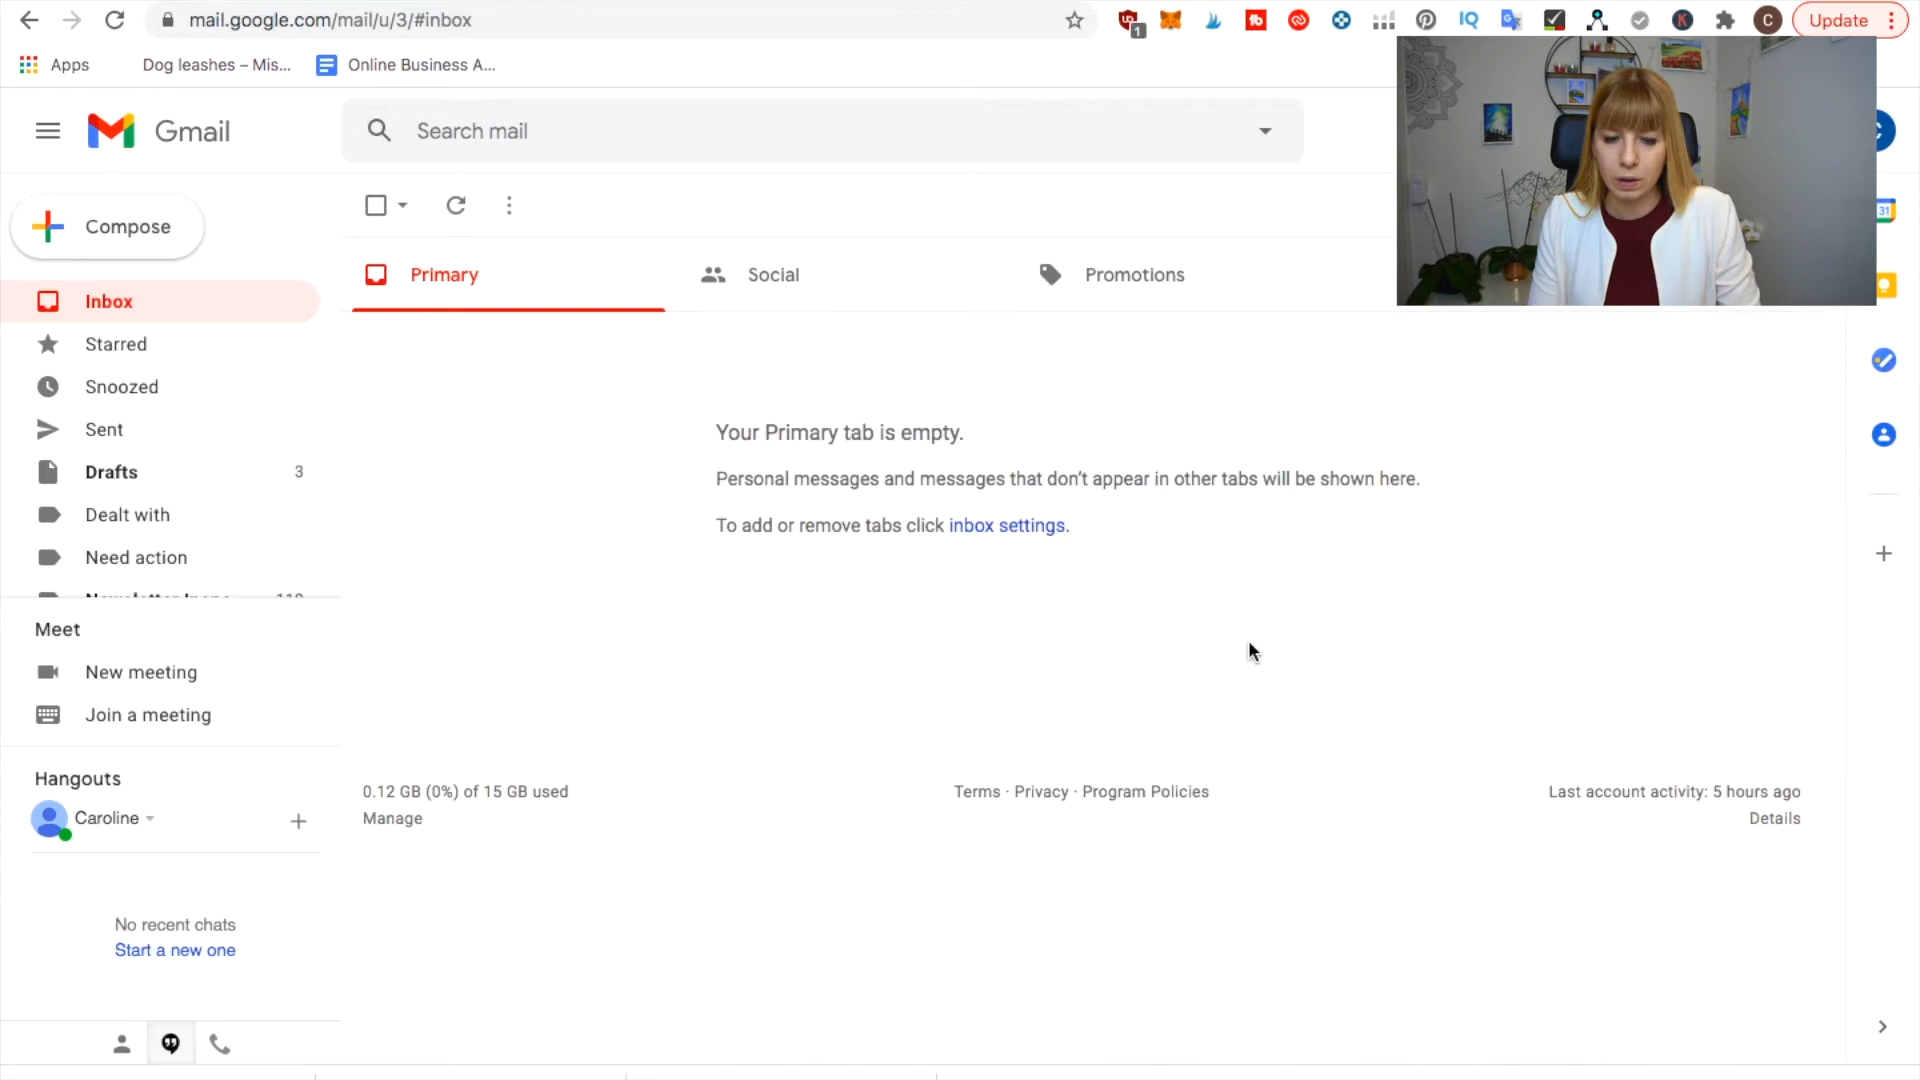 mail.google.com/mail/u/3/#inbox
1
IQ
K
C
Update
Apps
Dog leashes – Mis...
Online Business A...
Gmail
Search mail
Compose
31
Primary
Social
Promotions
Inbox
Starred
Snoozed
Sent
Drafts 3
Dealt with
Need action
Your Primary tab is empty.
Personal messages and messages that don't appear in other tabs will be shown here.
To add or remove tabs click inbox settings.
Meet
New meeting
Join a meeting
Hangouts
Caroline
No recent chats
Start a new one
0.12 GB (0%) of 15 GB used
Manage
Terms · Privacy · Program Policies
Last account activity: 5 hours ago
Details